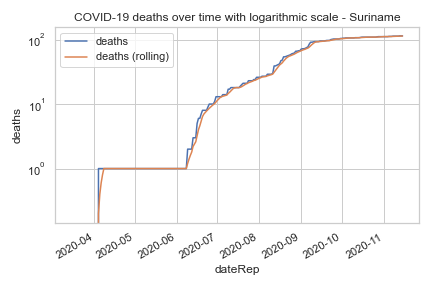 COVID-19 deaths over time with logarithmic scale - Suriname
deaths
deaths (rolling)
10²
10¹
10⁰
deaths
2020-04
2020-05
2020-06
2020-07
2020-08
2020-09
2020-10
2020-11
dateRep